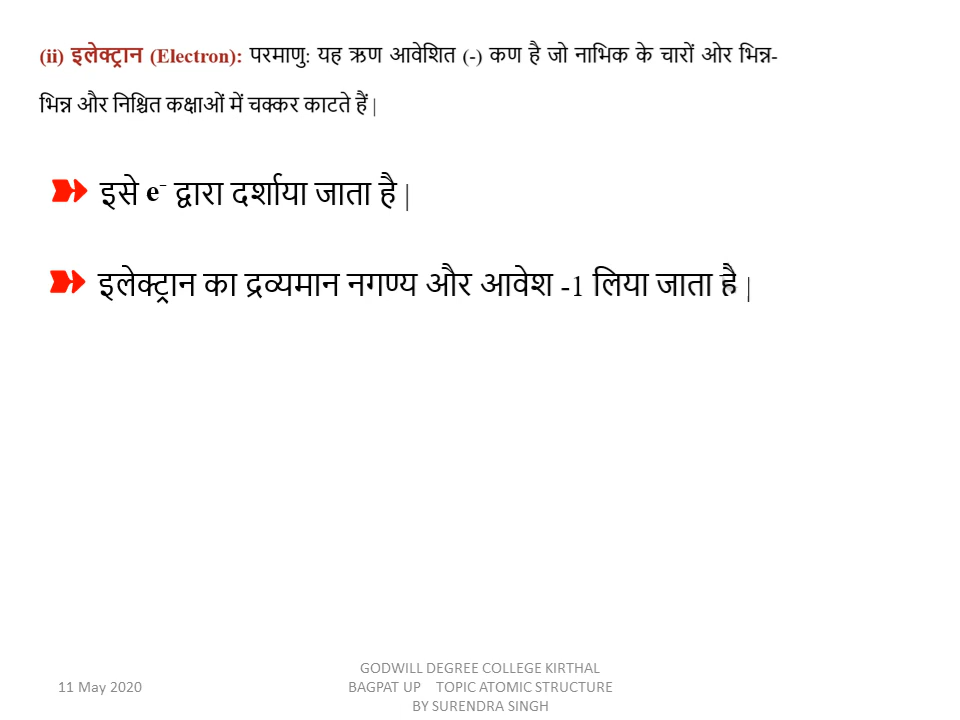 (ii) इलेक्ट्रान (Electron): परमाणु: यह ऋण आवेशित (-) कण है जो नाभिक के चारों ओर भिन्न-
भिन्न और निश्चित कक्षाओं में चक्कर काटते हैं |
इसे e⁻ द्वारा दर्शाया जाता है |
इलेक्ट्रान का द्रव्यमान नगण्य और आवेश -1 लिया जाता है |
11 May 2020
GODWILL DEGREE COLLEGE KIRTHAL
BAGPAT UP TOPIC ATOMIC STRUCTURE
BY SURENDRA SINGH